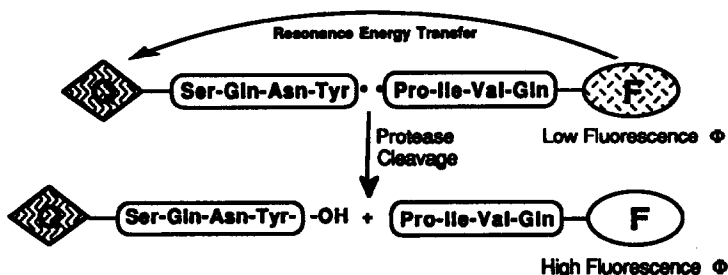 Resonance Energy Transfer
Ser-Gln-Asn-Tyr • • Pro-Ile-Val-Gln F
Low Fluorescence Φ
Protease
Cleavage
Ser-Gln-Asn-Tyr- -OH + Pro-Ile-Val-Gln F
High Fluorescence Φ